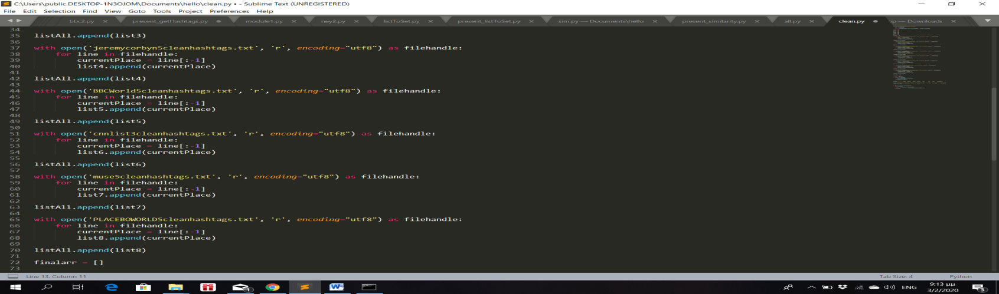 C:\Users\public.DESKTOP-1N3OJOM\Documents\hello\clean.py • - Sublime Text (UNREGISTERED)
File Edit Selection Find View Goto Tools Project Preferences Help
bbc2.py present_getHashtags.py module1.py ney2.py listToSet.py present_listToSet.py sim.py — Documents\hello present_similarity.py all.py clean.py op — Downloads
34
35 listAll.append(list3)
36
37 with open('jeremycorbyn5cleanhashtags.txt', 'r', encoding="utf8") as filehandle:
38 for line in filehandle:
39 currentPlace = line[:-1]
40 list4.append(currentPlace)
41
42 listAll.append(list4)
43
44 with open('BBCWorld5cleanhashtags.txt', 'r', encoding="utf8") as filehandle:
45 for line in filehandle:
46 currentPlace = line[:-1]
47 list5.append(currentPlace)
48
49 listAll.append(list5)
50
51 with open('cnnlist3cleanhashtags.txt', 'r', encoding="utf8") as filehandle:
52 for line in filehandle:
53 currentPlace = line[:-1]
54 list6.append(currentPlace)
55
56 listAll.append(list6)
57
58 with open('muse5cleanhashtags.txt', 'r', encoding="utf8") as filehandle:
59 for line in filehandle:
60 currentPlace = line[:-1]
61 list7.append(currentPlace)
62
63 listAll.append(list7)
64
65 with open('PLACEBOWORLD5cleanhashtags.txt', 'r', encoding="utf8") as filehandle:
66 for line in filehandle:
67 currentPlace = line[:-1]
68 list8.append(currentPlace)
69
70 listAll.append(list8)
71
72 finalarr = []
73
Line 13, Column 11 Tab Size: 4 Python
ENG 9:13 μμ
3/2/2020